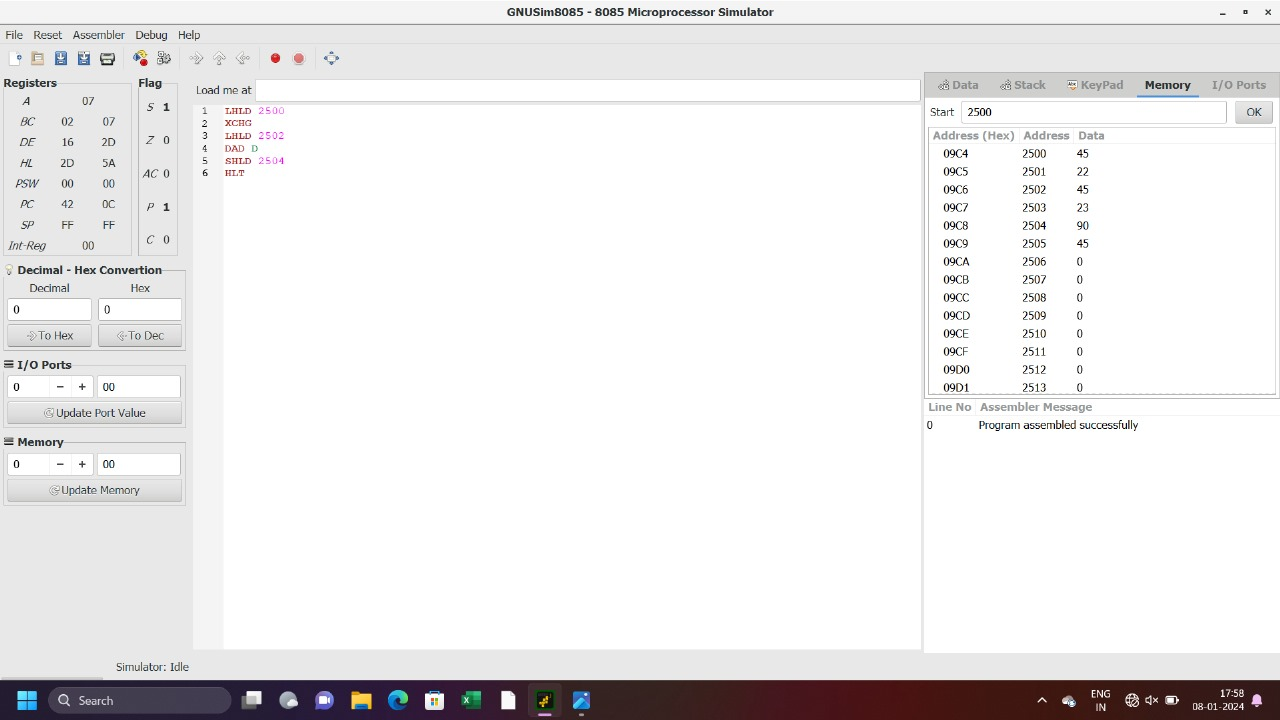 GNUSim8085 - 8085 Microprocessor Simulator
File Reset Assembler Debug Help
Registers
A 07
BC 02 07
DE 16 2D
HL 2D 5A
PSW 00 00
PC 42 0C
SP FF FF
Int-Reg 00
Flag
S 1
Z 0
AC 0
P 1
C 0
Decimal - Hex Convertion
Decimal Hex
0 0
To Hex To Dec
I/O Ports
0 − + 00
Update Port Value
Memory
0 − + 00
Update Memory
Simulator: Idle
Load me at
1 LHLD 2500
2 XCHG
3 LHLD 2502
4 DAD D
5 SHLD 2504
6 HLT
Data Stack KeyPad Memory I/O Ports
Start 2500 OK
Address (Hex) Address Data
09C4 2500 45
09C5 2501 22
09C6 2502 45
09C7 2503 23
09C8 2504 90
09C9 2505 45
09CA 2506 0
09CB 2507 0
09CC 2508 0
09CD 2509 0
09CE 2510 0
09CF 2511 0
09D0 2512 0
09D1 2513 0
Line No Assembler Message
0 Program assembled successfully
Search
ENG
IN
17:58
08-01-2024